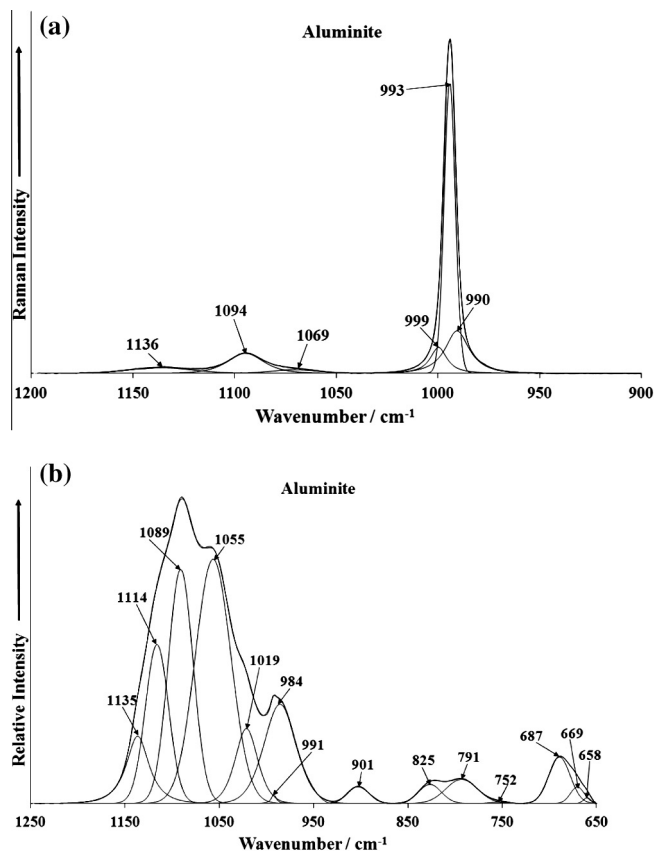 (a)
Aluminite
Raman Intensity
993
990
999
1094
1136
1069
1200 1150 1100 1050 1000 950 900
Wavenumber / cm-1
(b)
Aluminite
Relative Intensity
1089
1055
1114
1019
984
1135
991
901
825
791
752
687
669
658
1250 1150 1050 950 850 750 650
Wavenumber / cm-1